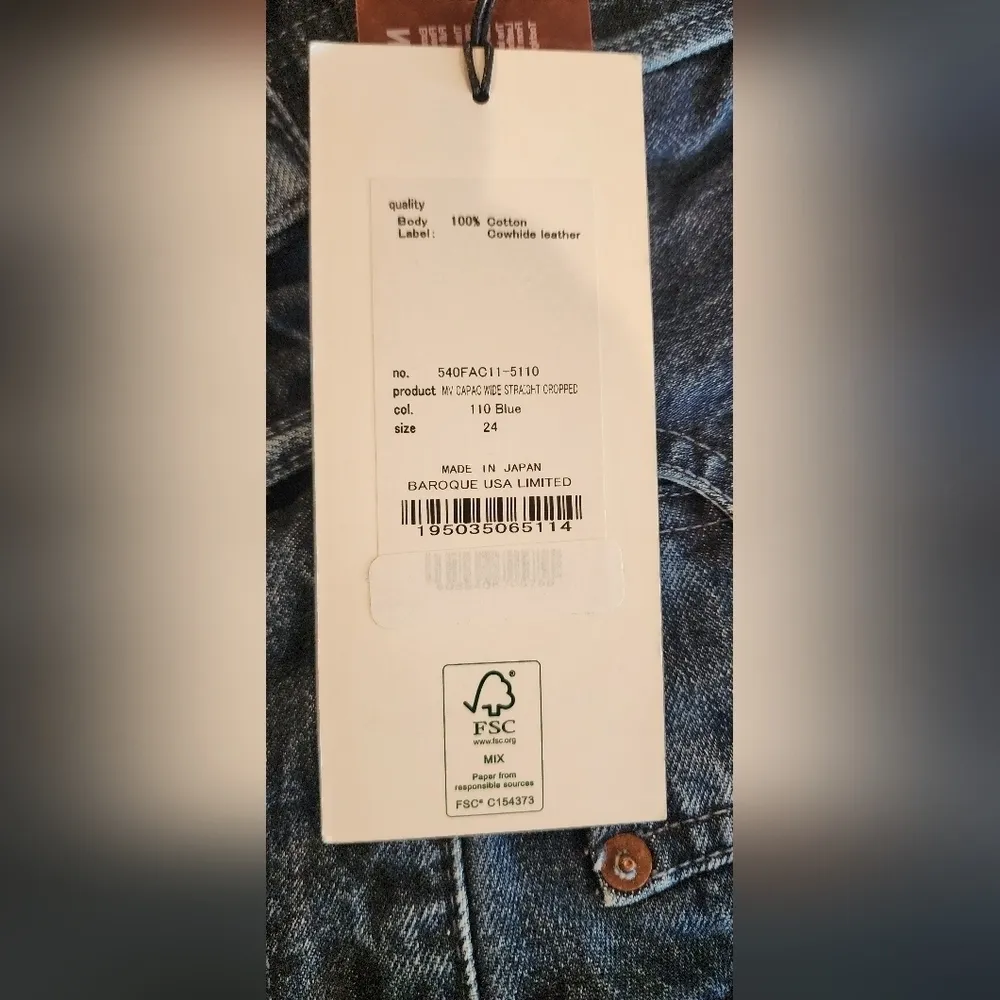 quality
Body 100% Cotton
Label: Cowhide leather
no. 540FAC11-5110
product MV CAPAC WIDE STRAIGHT CROPPED
col. 110 Blue
size 24
MADE IN JAPAN
BAROQUE USA LIMITED
195035065114
FSC®
www.fsc.org
MIX
Paper from
responsible sources
FSC® C154373